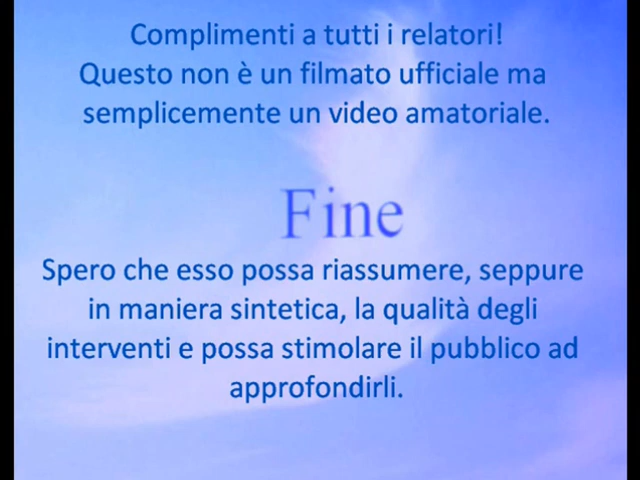 Complimenti a tutti i relatori!
Questo non è un filmato ufficiale ma
semplicemente un video amatoriale.
Fine
Spero che esso possa riassumere, seppure
in maniera sintetica, la qualità degli
interventi e possa stimolare il pubblico ad
approfondirli.